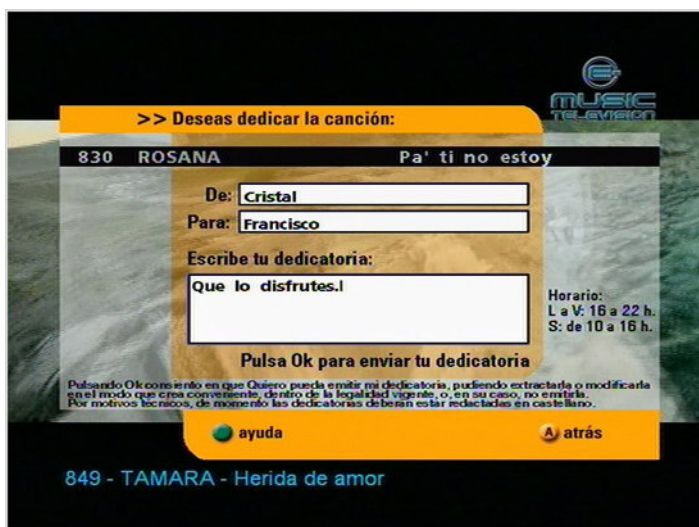 MUSIC
TELEVISIÓN
>> Deseas dedicar la canción:
830 ROSANA Pa' ti no estoy
De: Cristal
Para: Francisco
Escribe tu dedicatoria:
Que lo disfrutes.
Horario:
L a V: 16 a 22 h.
S: de 10 a 16 h.
Pulsa Ok para enviar tu dedicatoria
Pulsando Ok consiento en que Quiero pueda emitir mi dedicatoria, pudiendo extractarla o modificarla
en el modo que crea conveniente, dentro de la legalidad vigente, o, en su caso, no emitirla.
Por motivos técnicos, de momento las dedicatorias deberán estar redactadas en castellano.
ayuda
A atrás
849 - TAMARA - Herida de amor